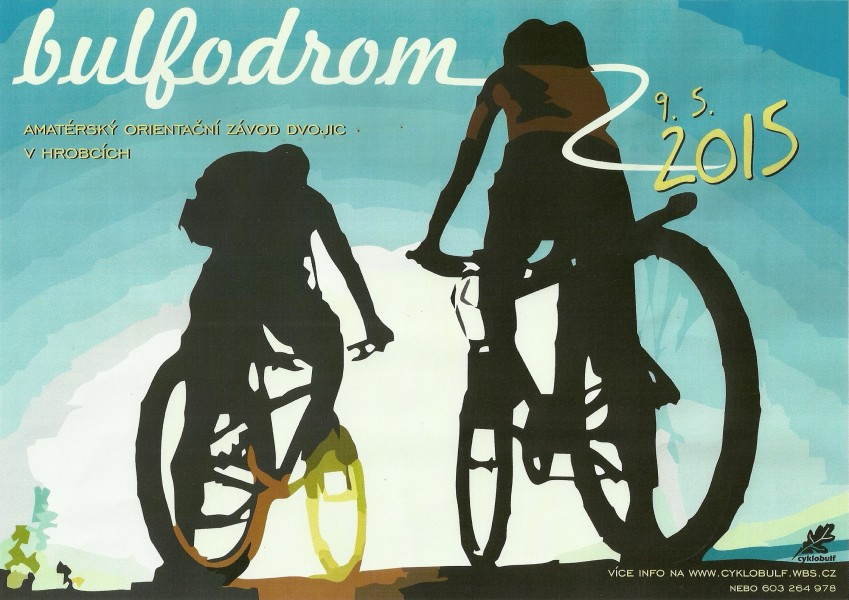 bulfodrom
9. 5.
2015
AMATÉRSKÝ ORIENTAČNÍ ZÁVOD DVOJIC
V HROBCÍCH
cyklobulf
VÍCE INFO NA WWW.CYKLOBULF.WBS.CZ
NEBO 603 264 978